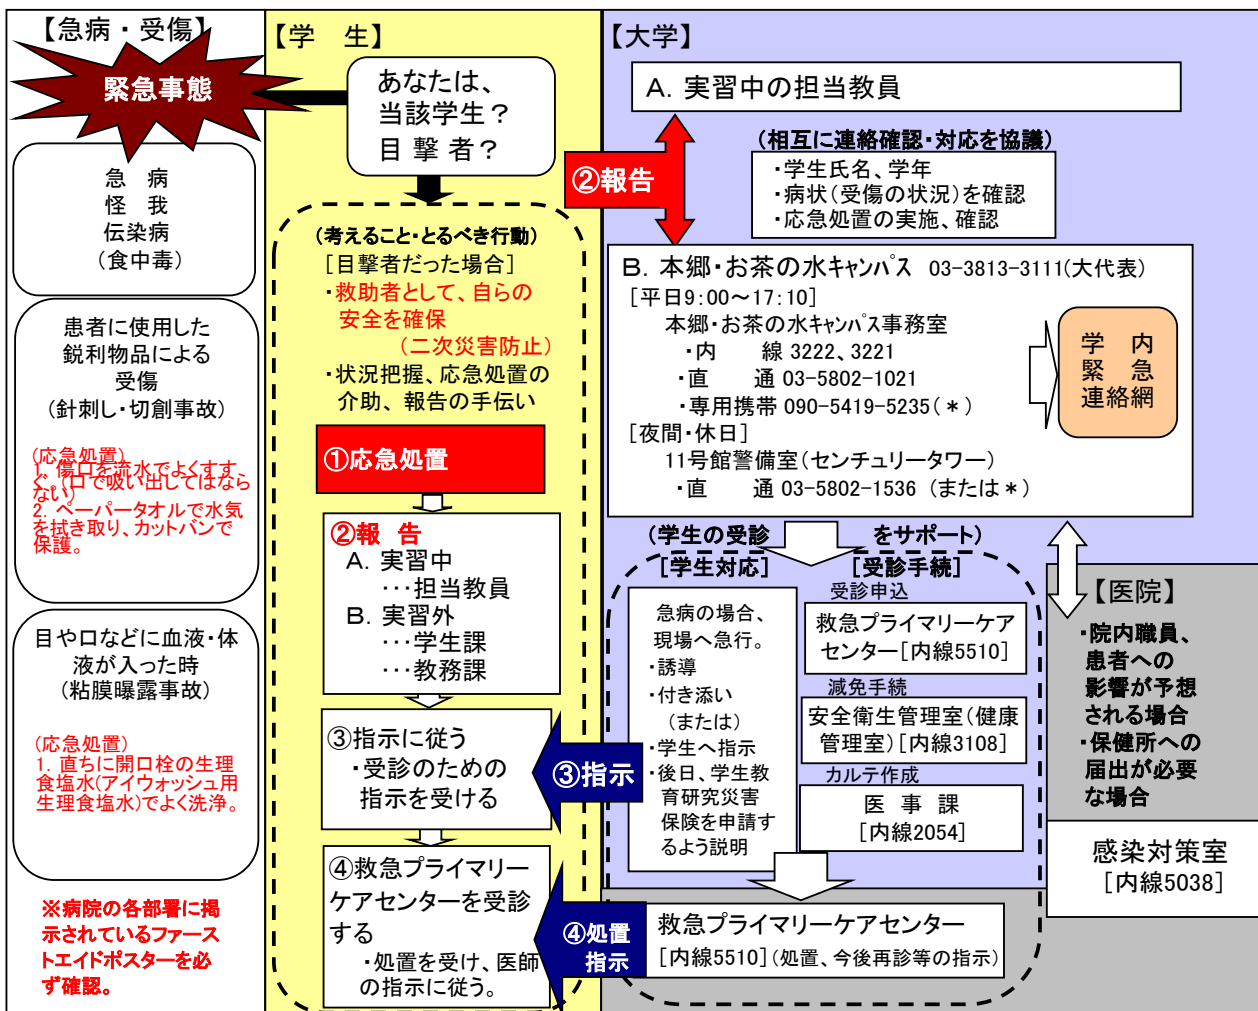 【急病・受傷】
緊急事態
急　病
怪　我
伝染病
(食中毒)
患者に使用した
鋭利物品による
受傷
(針刺し・切創事故)
(応急処置)
1. 傷口を流水でよくすす
ぐ。(口で吸い出してはなら
ない)
2. ペーパータオルで水気
を拭き取り、カットバンで
保護。
目や口などに血液・体
液が入った時
(粘膜曝露事故)
(応急処置)
1. 直ちに開口栓の生理
食塩水(アイウォッシュ用
生理食塩水)でよく洗浄。
※病院の各部署に掲
示されているファース
トエイドポスターを必
ず確認。
【学　生】
あなたは、
当該学生？
目 撃 者？
(考えること・とるべき行動)
[目撃者だった場合]
・救助者として、自らの
安全を確保
(二次災害防止)
・状況把握、応急処置の
介助、報告の手伝い
①応急処置
②報 告
A. 実習中
…担当教員
B. 実習外
…学生課
…教務課
③指示に従う
・受診のための
指示を受ける
④救急プライマリー
ケアセンターを受診
する
・処置を受け、医師
の指示に従う。
②報告
③指示
④処置
指示
【大学】
A. 実習中の担当教員
(相互に連絡確認・対応を協議)
・学生氏名、学年
・病状(受傷の状況)を確認
・応急処置の実施、確認
B. 本郷・お茶の水ｷｬﾝﾊﾟｽ 03-3813-3111(大代表)
[平日9:00～17:10]
本郷・お茶の水ｷｬﾝﾊﾟｽ事務室
・内　　線 3222、3221
・直　　通 03-5802-1021
・専用携帯 090-5419-5235(＊)
[夜間・休日]
11号館警備室(センチュリータワー)
・直　　通 03-5802-1536 (または＊)
学　内
緊　急
連絡網
(学生の受診　　　をサポート)
[学生対応]
急病の場合、
現場へ急行。
・誘導
・付き添い
(または)
・学生へ指示
・後日、学生教
育研究災害
保険を申請す
るよう説明
[受診手続]
受診申込
救急プライマリーケア
センター[内線5510]
減免手続
安全衛生管理室(健康
管理室)[内線3108]
カルテ作成
医 事 課
[内線2054]
救急プライマリーケアセンター
[内線5510](処置、今後再診等の指示)
【医院】
・院内職員、
患者への
影響が予想
される場合
・保健所への
届出が必要
な場合
感染対策室
[内線5038]